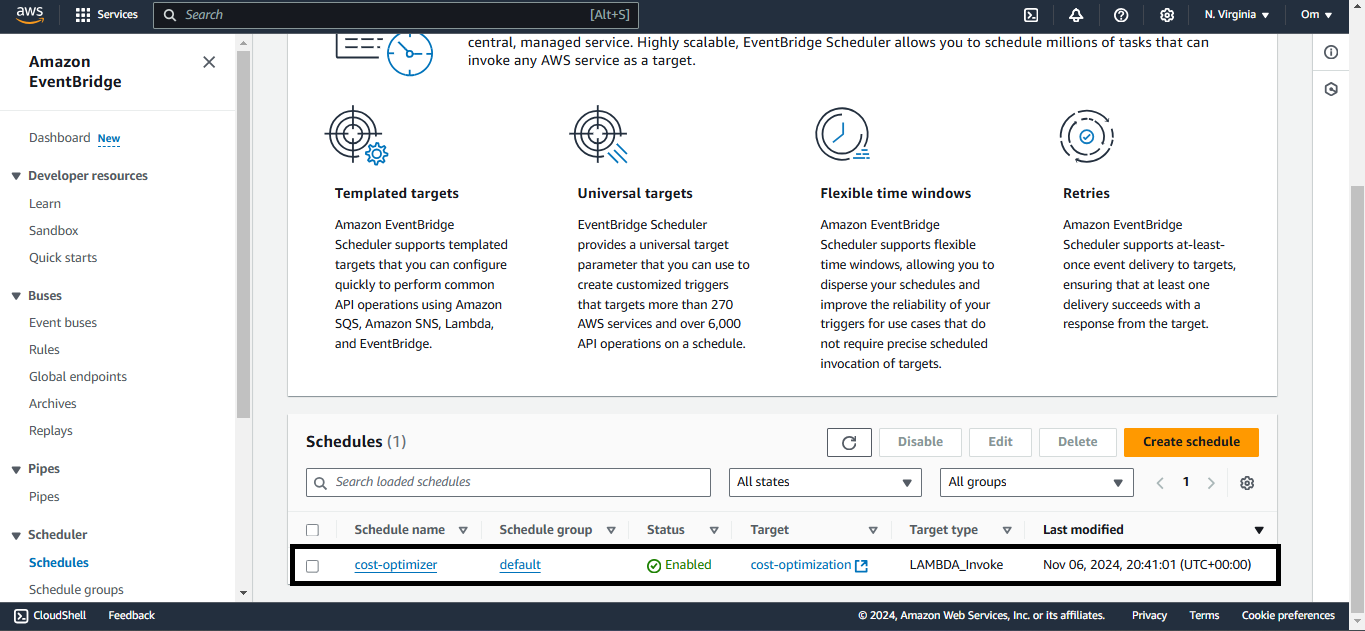 aws
Services
Search
[Alt+S]
N. Virginia
Om
Amazon
EventBridge
Dashboard New
Developer resources
Learn
Sandbox
Quick starts
Buses
Event buses
Rules
Global endpoints
Archives
Replays
Pipes
Pipes
Scheduler
Schedules
Schedule groups
central, managed service. Highly scalable, EventBridge Scheduler allows you to schedule millions of tasks that can
invoke any AWS service as a target.
Templated targets
Amazon EventBridge
Scheduler supports templated
targets that you can configure
quickly to perform common
API operations using Amazon
SQS, Amazon SNS, Lambda,
and EventBridge.
Universal targets
EventBridge Scheduler
provides a universal target
parameter that you can use to
create customized triggers
that targets more than 270
AWS services and over 6,000
API operations on a schedule.
Flexible time windows
Amazon EventBridge
Scheduler supports flexible
time windows, allowing you to
disperse your schedules and
improve the reliability of your
triggers for use cases that do
not require precise scheduled
invocation of targets.
Retries
Amazon EventBridge
Scheduler supports at-least-
once event delivery to targets,
ensuring that at least one
delivery succeeds with a
response from the target.
Schedules (1)
Disable
Edit
Delete
Create schedule
Search loaded schedules
All states
All groups
1
Schedule name Schedule group Status Target Target type Last modified
cost-optimizer default Enabled cost-optimization LAMBDA_Invoke Nov 06, 2024, 20:41:01 (UTC+00:00)
CloudShell Feedback © 2024, Amazon Web Services, Inc. or its affiliates. Privacy Terms Cookie preferences